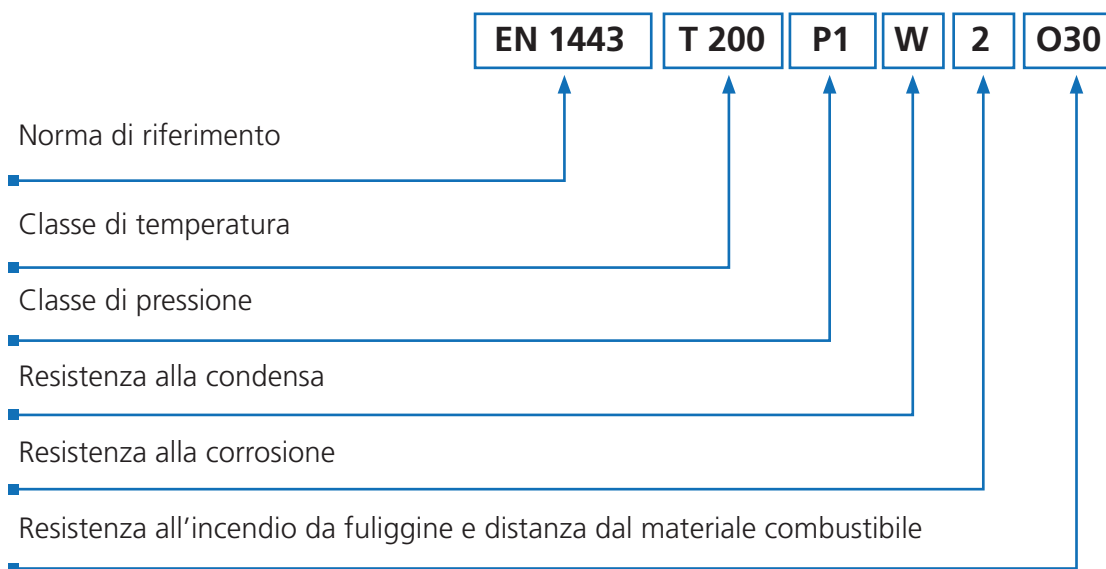 EN 1443 T 200 P1 W 2 O30
Norma di riferimento
Classe di temperatura
Classe di pressione
Resistenza alla condensa
Resistenza alla corrosione
Resistenza all’incendio da fuliggine e distanza dal materiale combustibile